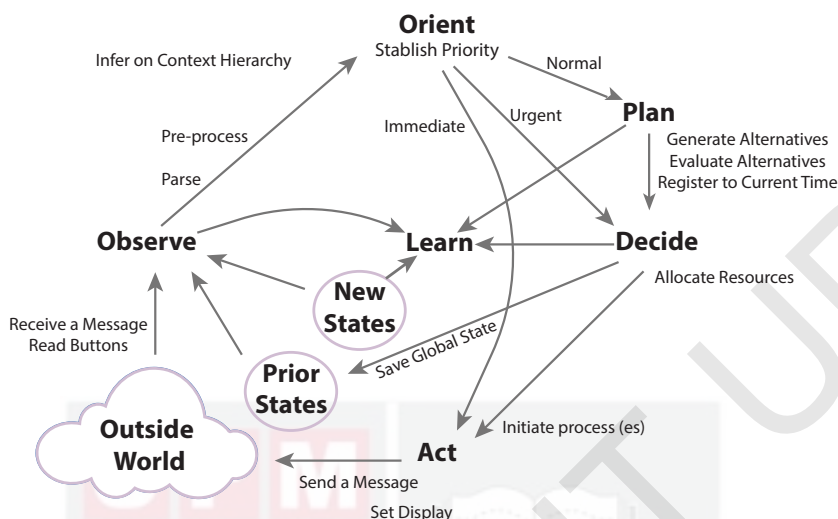 Orient
Stablish Priority
Infer on Context Hierarchy
Normal
Plan
Pre-process
Immediate
Urgent
Generate Alternatives
Evaluate Alternatives
Register to Current Time
Parse
Observe
Learn
Decide
Allocate Resources
New
States
Receive a Message
Read Buttons
Save Global State
Prior
States
Outside
World
Initiate process (es)
Act
Send a Message
Set Display